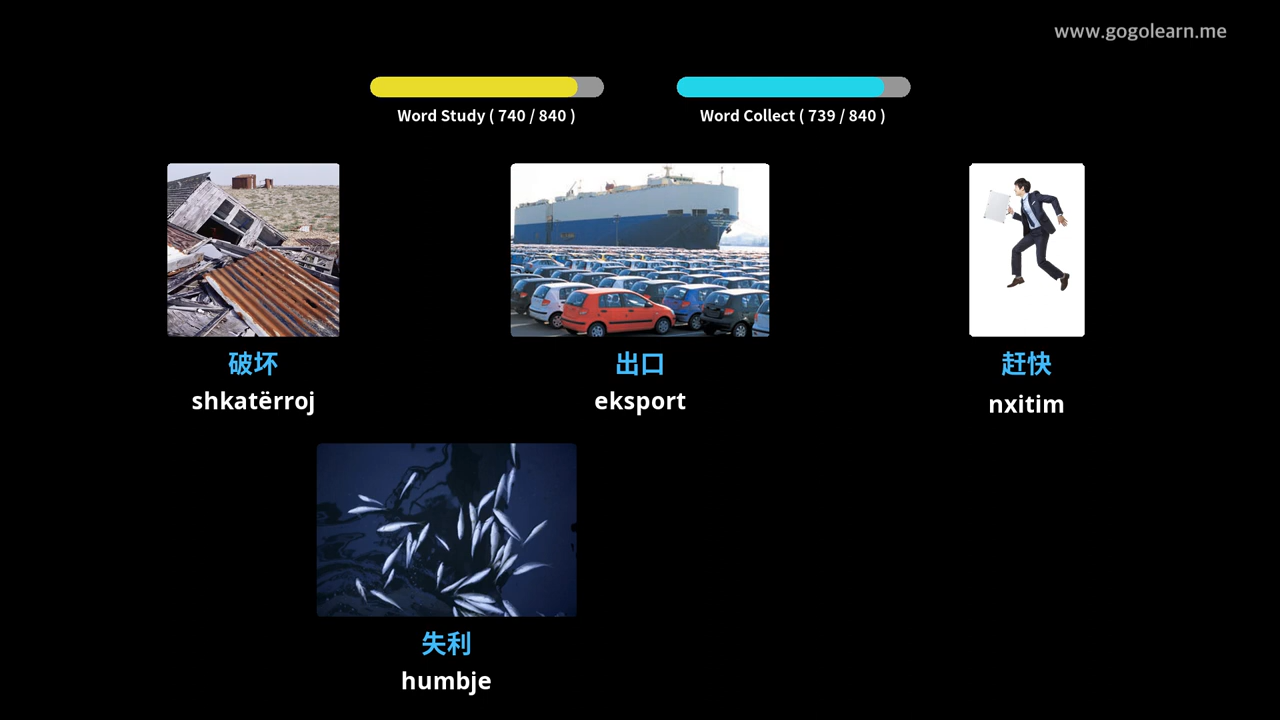 www.gogolearn.me
Word Study ( 740 / 840 )
Word Collect ( 739 / 840 )
破坏
出口
赶快
shkatërroj
eksport
nxitim
失利
humbje